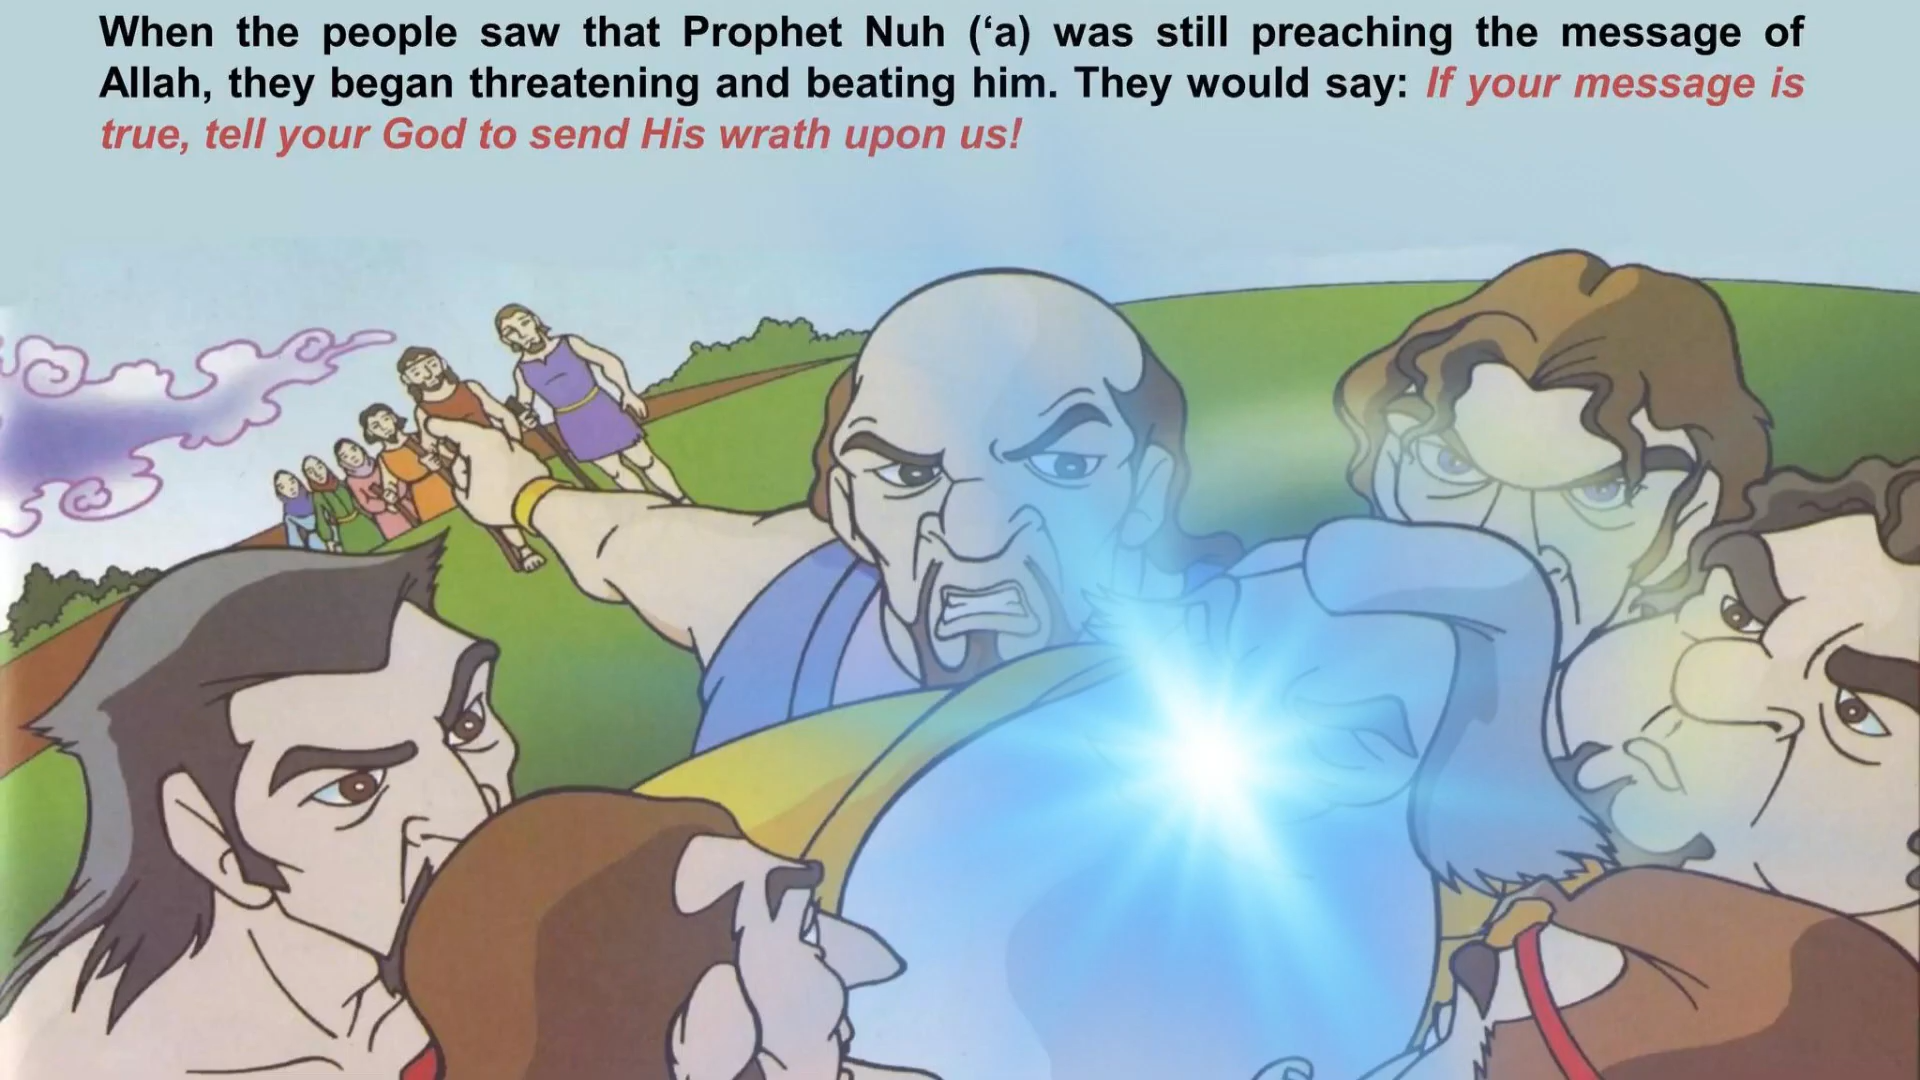 When the people saw that Prophet Nuh (‘a) was still preaching the message of
Allah, they began threatening and beating him. They would say: If your message is
true, tell your God to send His wrath upon us!